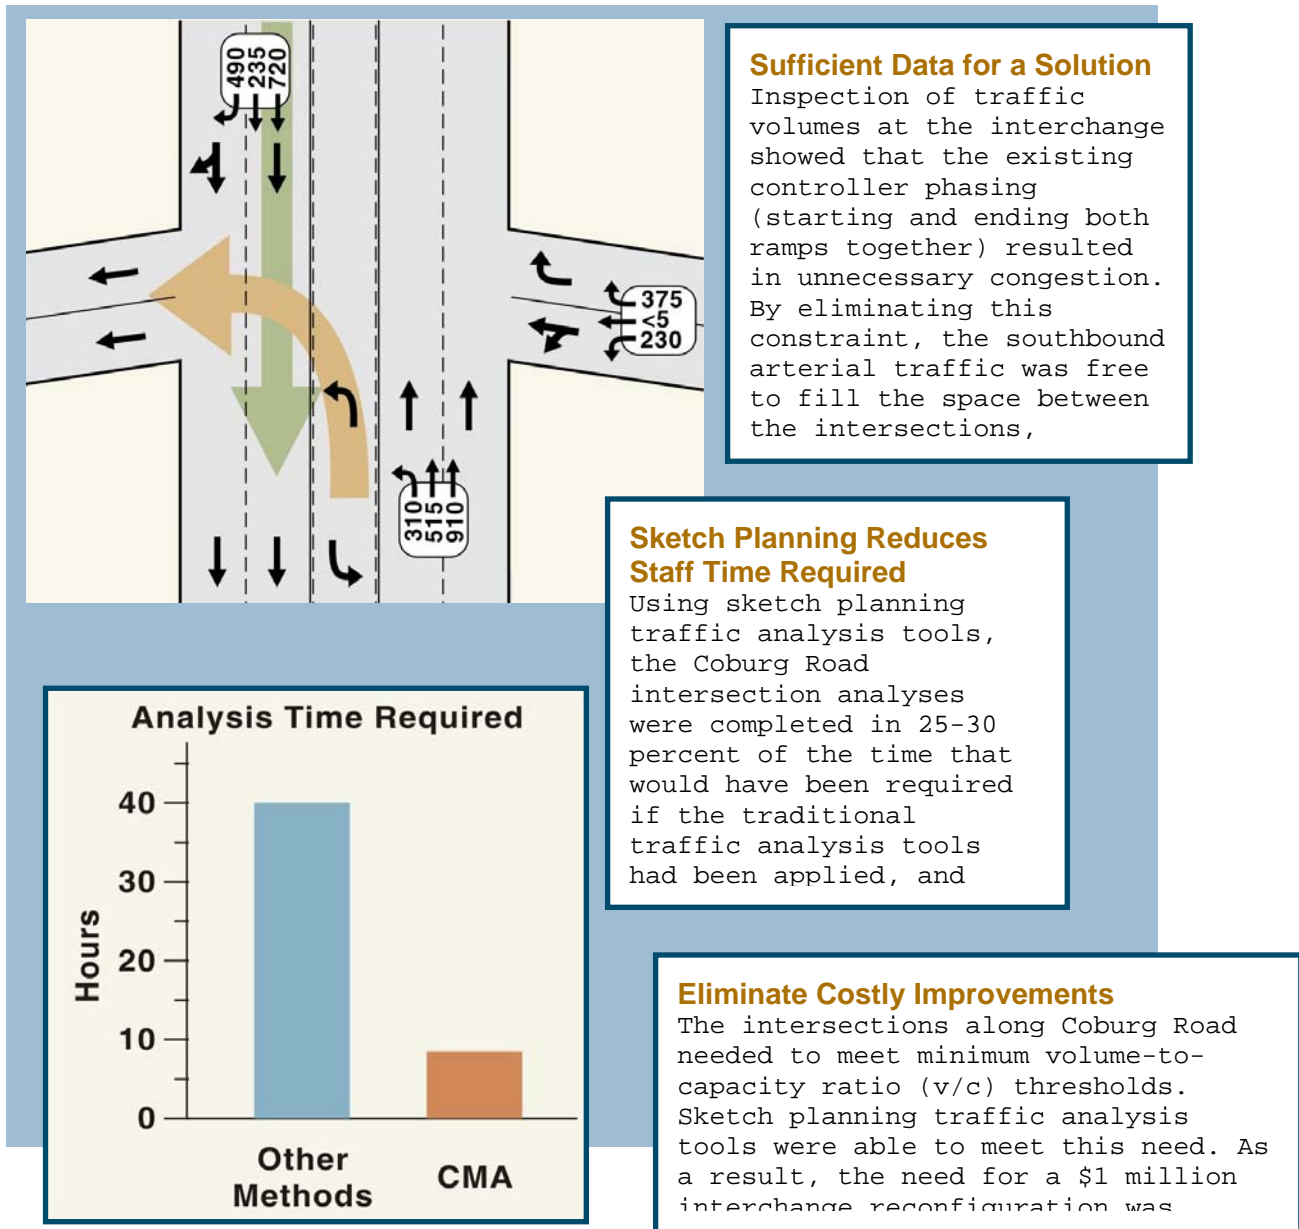 490
235
720
375
<5
230
310
515
910
Sufficient Data for a Solution
Inspection of traffic
volumes at the interchange
showed that the existing
controller phasing
(starting and ending both
ramps together) resulted
in unnecessary congestion.
By eliminating this
constraint, the southbound
arterial traffic was free
to fill the space between
the intersections,
Sketch Planning Reduces
Staff Time Required
Using sketch planning
traffic analysis tools,
the Coburg Road
intersection analyses
were completed in 25-30
percent of the time that
would have been required
if the traditional
traffic analysis tools
had been applied, and
Analysis Time Required
Hours
40
30
20
10
0
Other
Methods
CMA
Eliminate Costly Improvements
The intersections along Coburg Road
needed to meet minimum volume-to-
capacity ratio (v/c) thresholds.
Sketch planning traffic analysis
tools were able to meet this need. As
a result, the need for a $1 million
interchange reconfiguration was